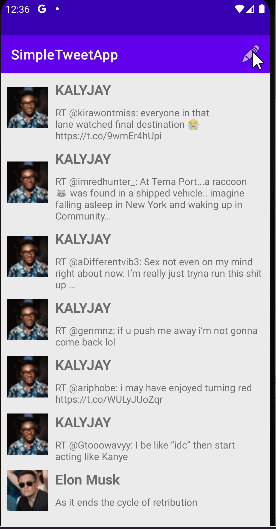 12:36 G
SimpleTweetApp
KALYJAY
RT @kirawontmiss: everyone in that
lane watched final destination 😭
https://t.co/9wmEr4hUpi
KALYJAY
RT @imredhunter_: At Tema Port...a raccoon
🦝 was found in a shipped vehicle.. imagine
falling asleep in New York and waking up in
Community...
KALYJAY
RT @aDifferentvib3: Sex not even on my mind
right about now. I'm really just tryna run this shit
up ...
KALYJAY
RT @genmnz: if u push me away i'm not gonna
come back lol
KALYJAY
RT @ariphobe: i may have enjoyed turning red
https://t.co/WULyJUoZqr
KALYJAY
RT @Gtooowavyy: I be like “idc” then start
acting like Kanye
Elon Musk
As it ends the cycle of retribution